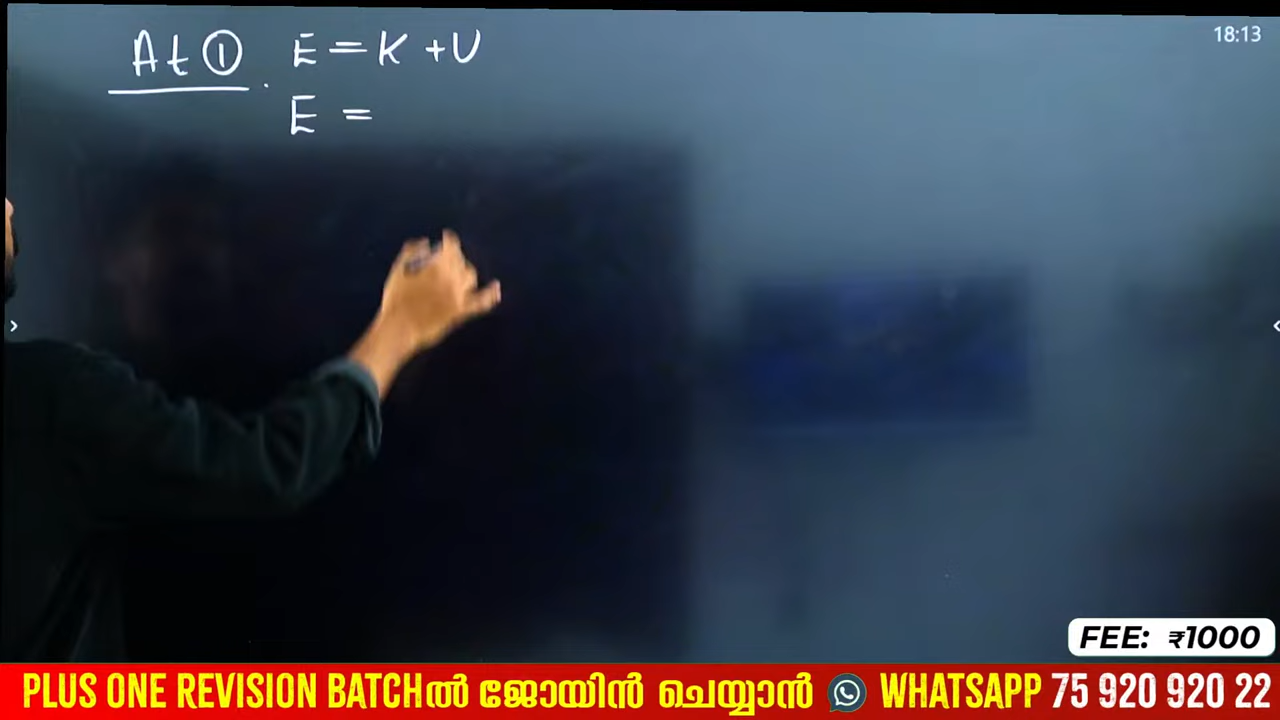 At ① E = K + U
18:13
E =
FEE: ₹1000
PLUS ONE REVISION BATCHൽ ജോയിൻ ചെയ്യാൻ WHATSAPP 75 920 920 22